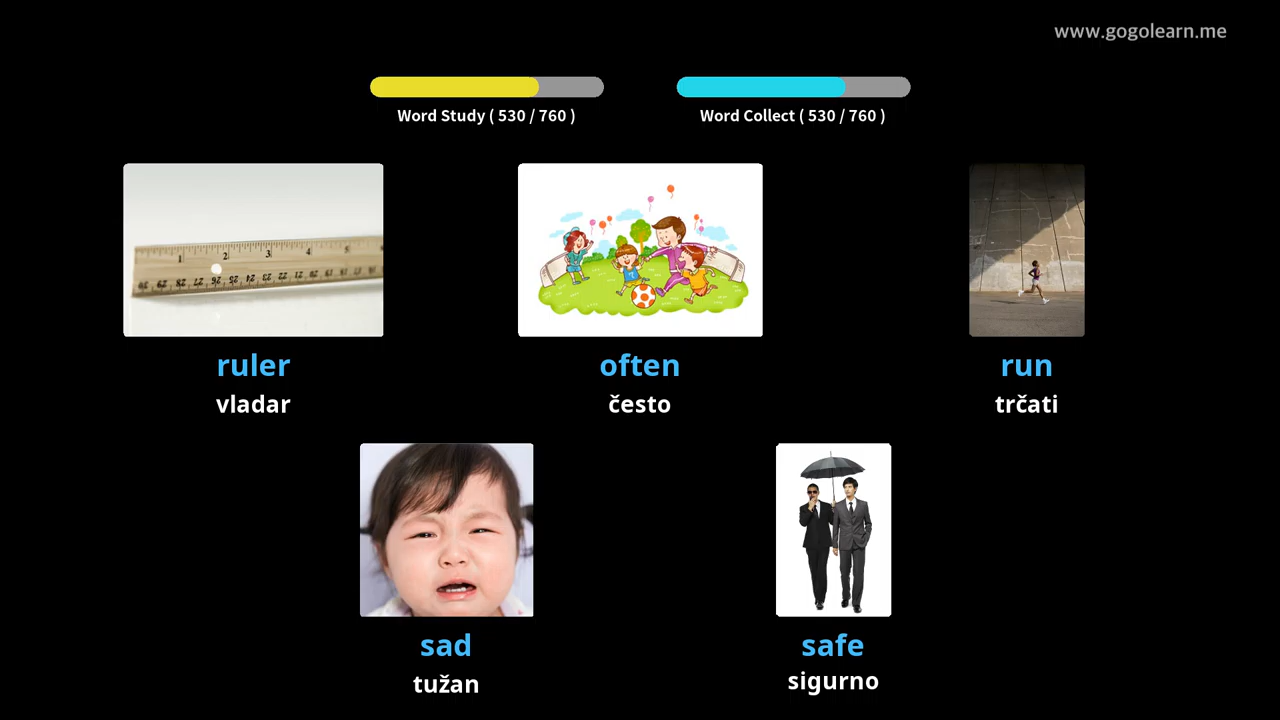 www.gogolearn.me
Word Study ( 530 / 760 )
Word Collect ( 530 / 760 )
ruler
vladar
often
često
run
trčati
sad
tužan
safe
sigurno